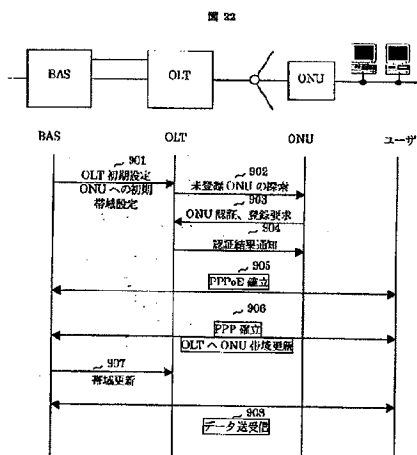 図 22
BAS
OLT
ONU
BAS
OLT
ONU
ユーザ
901
OLT 初期設定
ONU への初期
帯域設定
902
未登録 ONU の探索
903
ONU 認証、登録要求
904
認証結果通知
905
PPPoE 確立
906
PPP 確立
OLT へ ONU 帯域更新
907
帯域更新
908
データ送受信